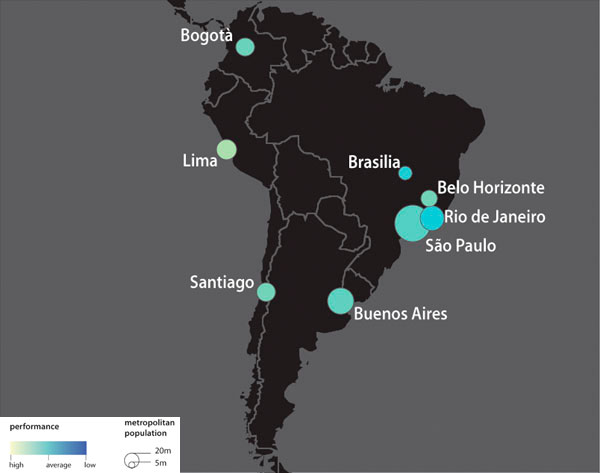 Bogotà
Lima
Brasilia
Belo Horizonte
Rio de Janeiro
São Paulo
Santiago
Buenos Aires
performance
high average low
metropolitan
population
20m
5m